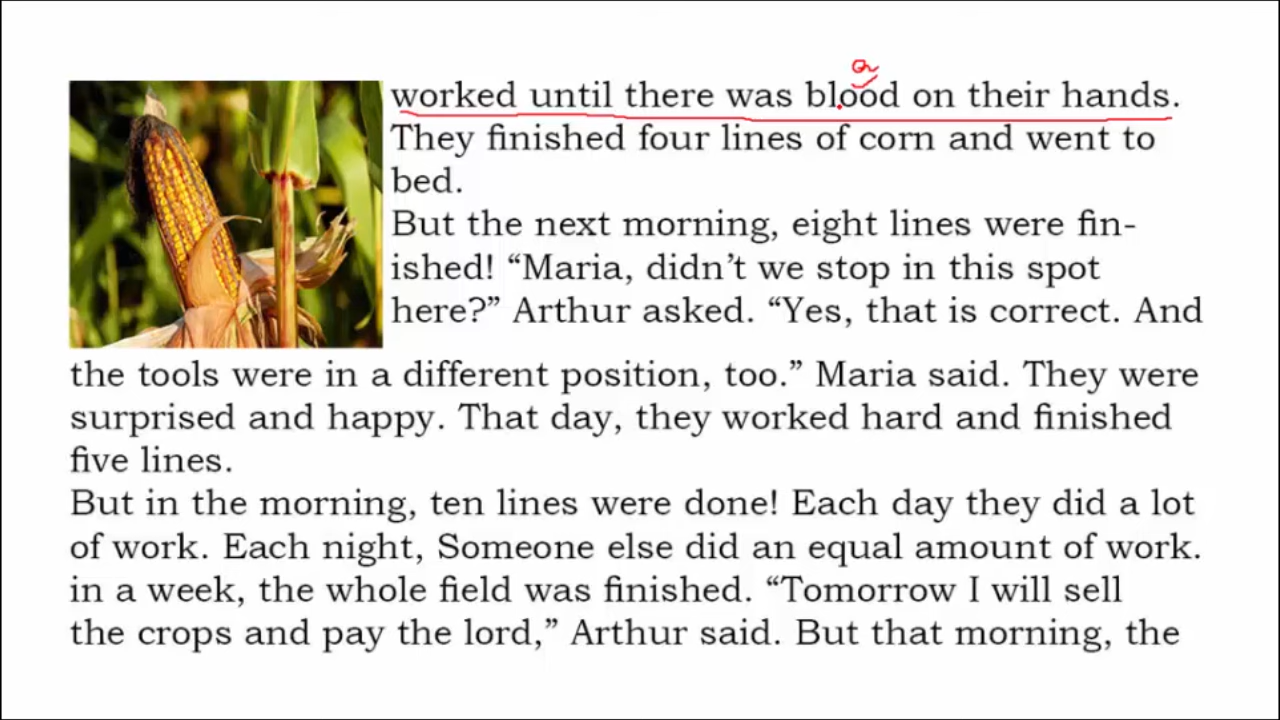 worked until there was blood on their hands.
They finished four lines of corn and went to
bed.
But the next morning, eight lines were fin-
ished! “Maria, didn’t we stop in this spot
here?” Arthur asked. “Yes, that is correct. And
the tools were in a different position, too.” Maria said. They were
surprised and happy. That day, they worked hard and finished
five lines.
But in the morning, ten lines were done! Each day they did a lot
of work. Each night, Someone else did an equal amount of work.
in a week, the whole field was finished. “Tomorrow I will sell
the crops and pay the lord,” Arthur said. But that morning, the